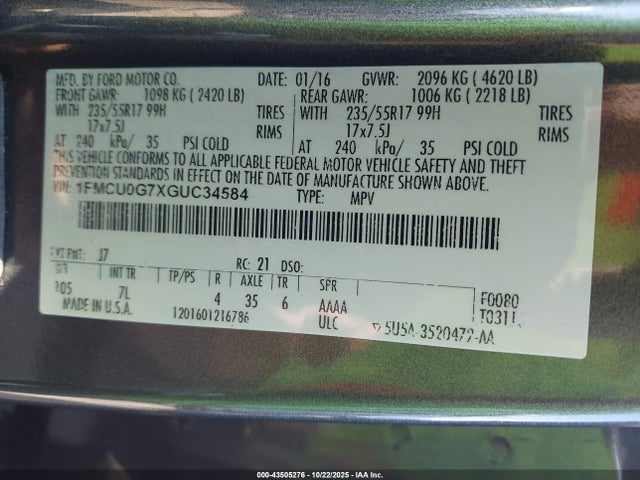 MFD. BY FORD MOTOR CO. DATE: 01/16 GVWR: 2096 KG (4620 LB)
FRONT GAWR: 1098 KG (2420 LB) REAR GAWR: 1006 KG (2218 LB)
WITH 235/55R17 99H TIRES WITH 235/55R17 99H TIRES
17x7.5J RIMS 17x7.5J RIMS
AT 240 kPa/ 35 PSI COLD AT 240 kPa/ 35 PSI COLD
THIS VEHICLE CONFORMS TO ALL APPLICABLE FEDERAL MOTOR VEHICLE SAFETY AND THEFT
PREVENTION STANDARDS IN EFFECT ON THE DATE OF MANUFACTURE SHOWN ABOVE.
VIN: 1FMCU0G7XGUC34584 TYPE: MPV
EXT PNT: J7 RC: 21 DSO:
WB INT TR TP/PS R AXLE TR SPR
105 7L 4 35 6 AAAA F0080
MADE IN U.S.A. 1201601216786 ULC T0311
5U5A-3520472-AA
000-43505276 - 10/22/2025 - IAA Inc.